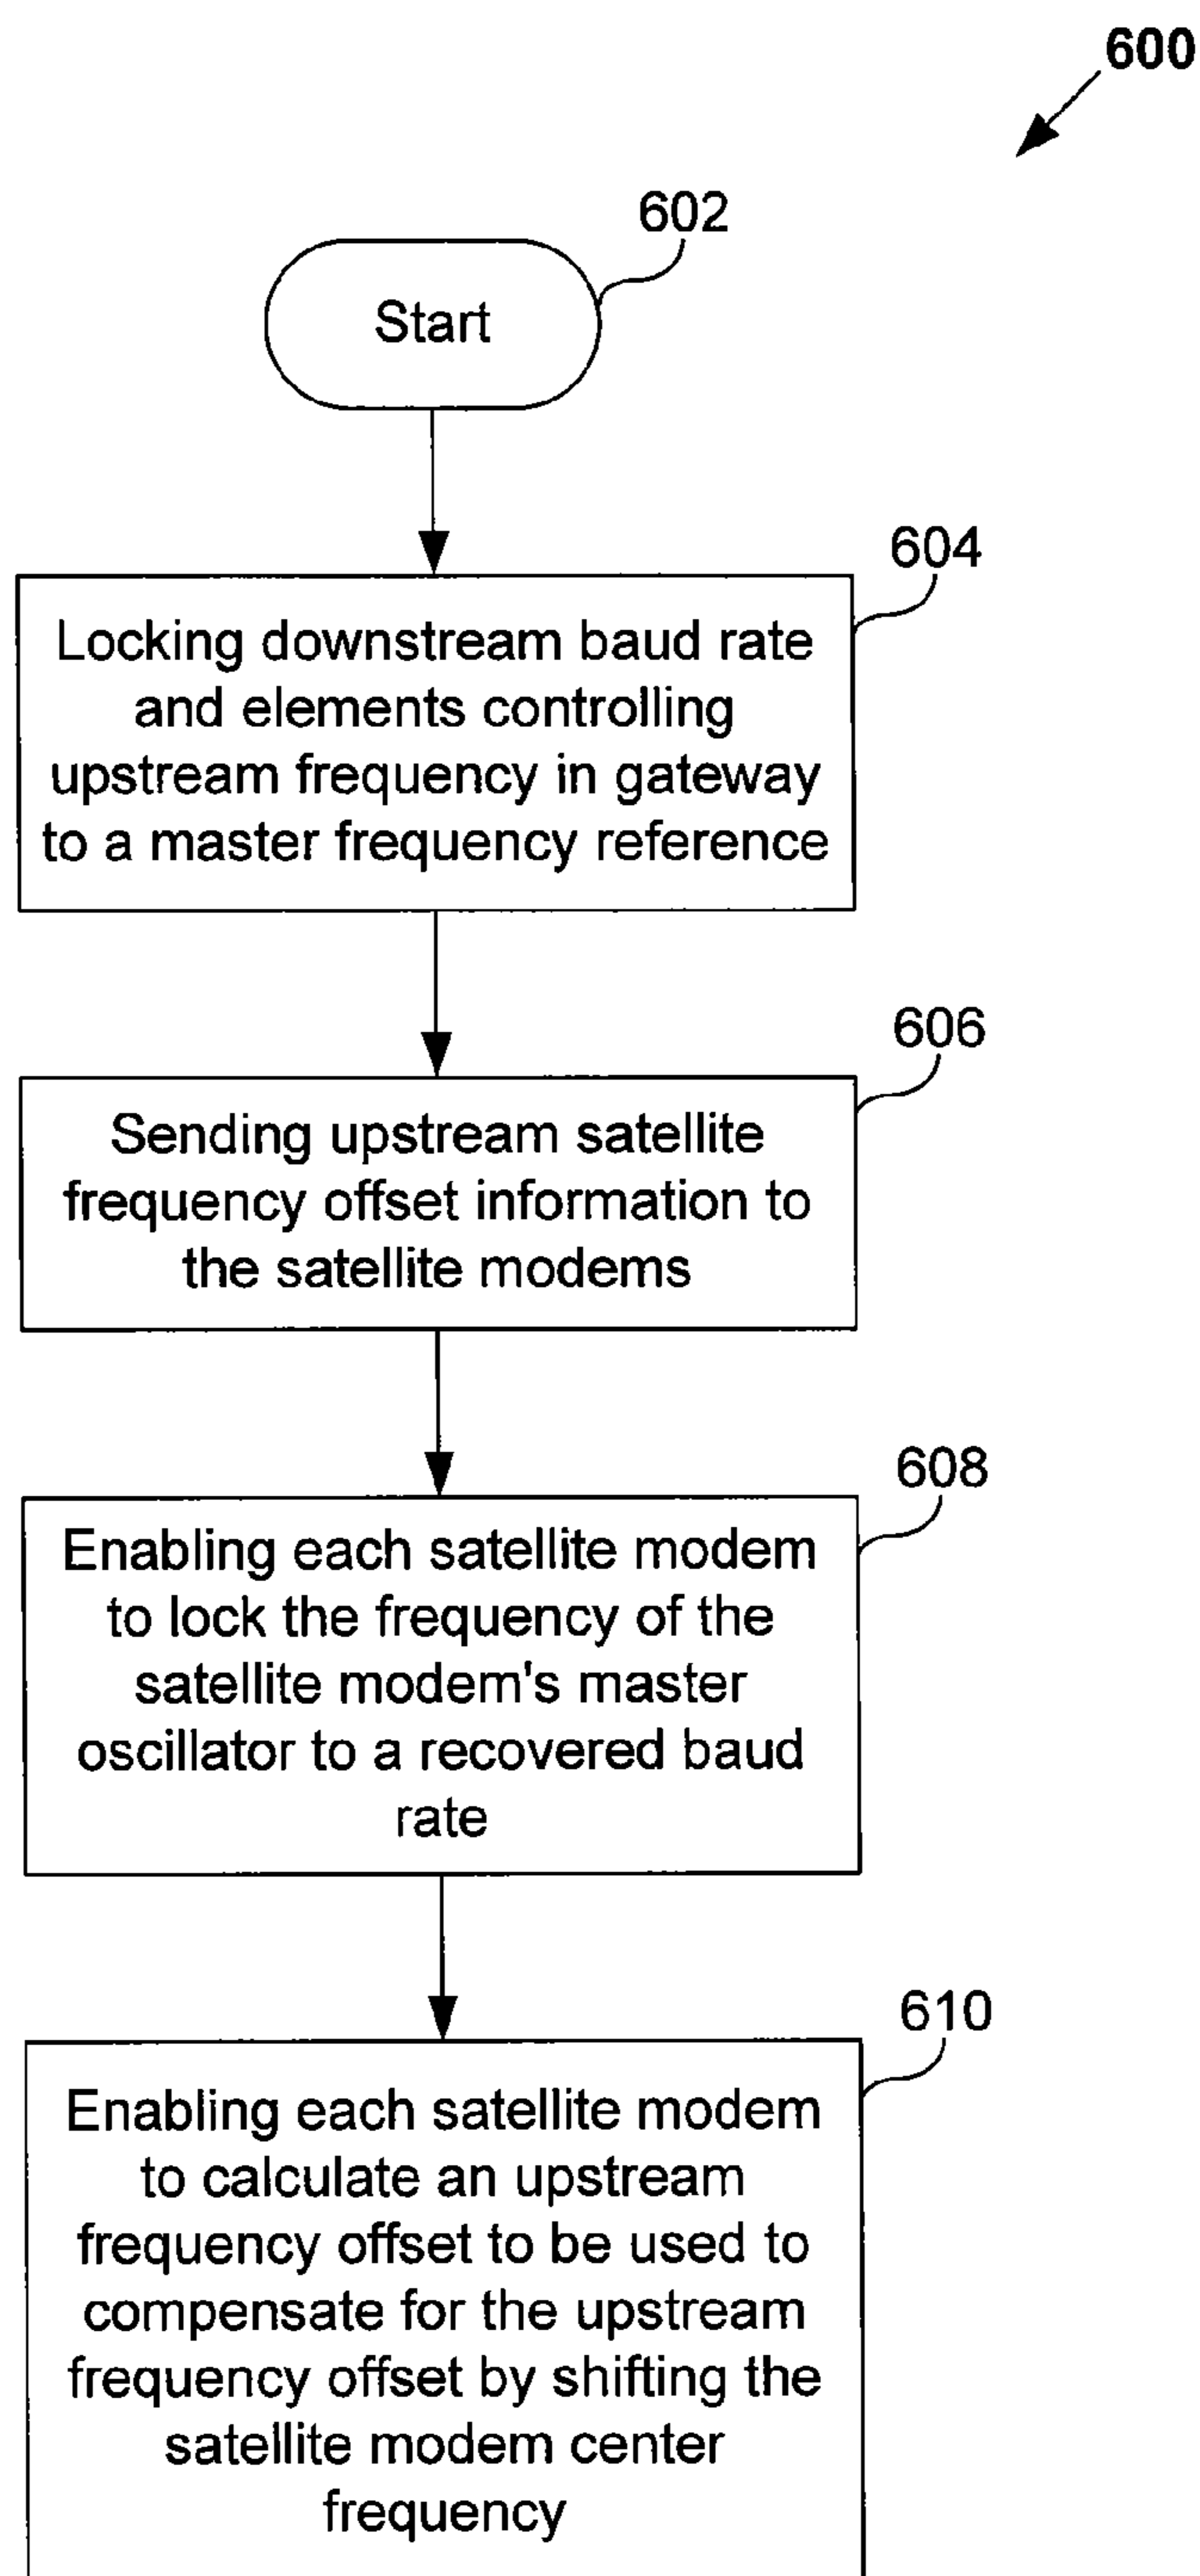 600
602
Start
604
Locking downstream baud rate
and elements controlling
upstream frequency in gateway
to a master frequency reference
606
Sending upstream satellite
frequency offset information to
the satellite modems
608
Enabling each satellite modem
to lock the frequency of the
satellite modem's master
oscillator to a recovered baud
rate
610
Enabling each satellite modem
to calculate an upstream
frequency offset to be used to
compensate for the upstream
frequency offset by shifting the
satellite modem center
frequency